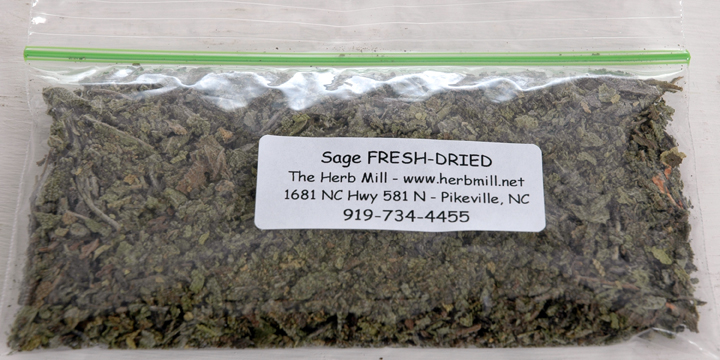 Sage FRESH-DRIED
The Herb Mill - www.herbmill.net
1681 NC Hwy 581 N - Pikeville, NC
919-734-4455